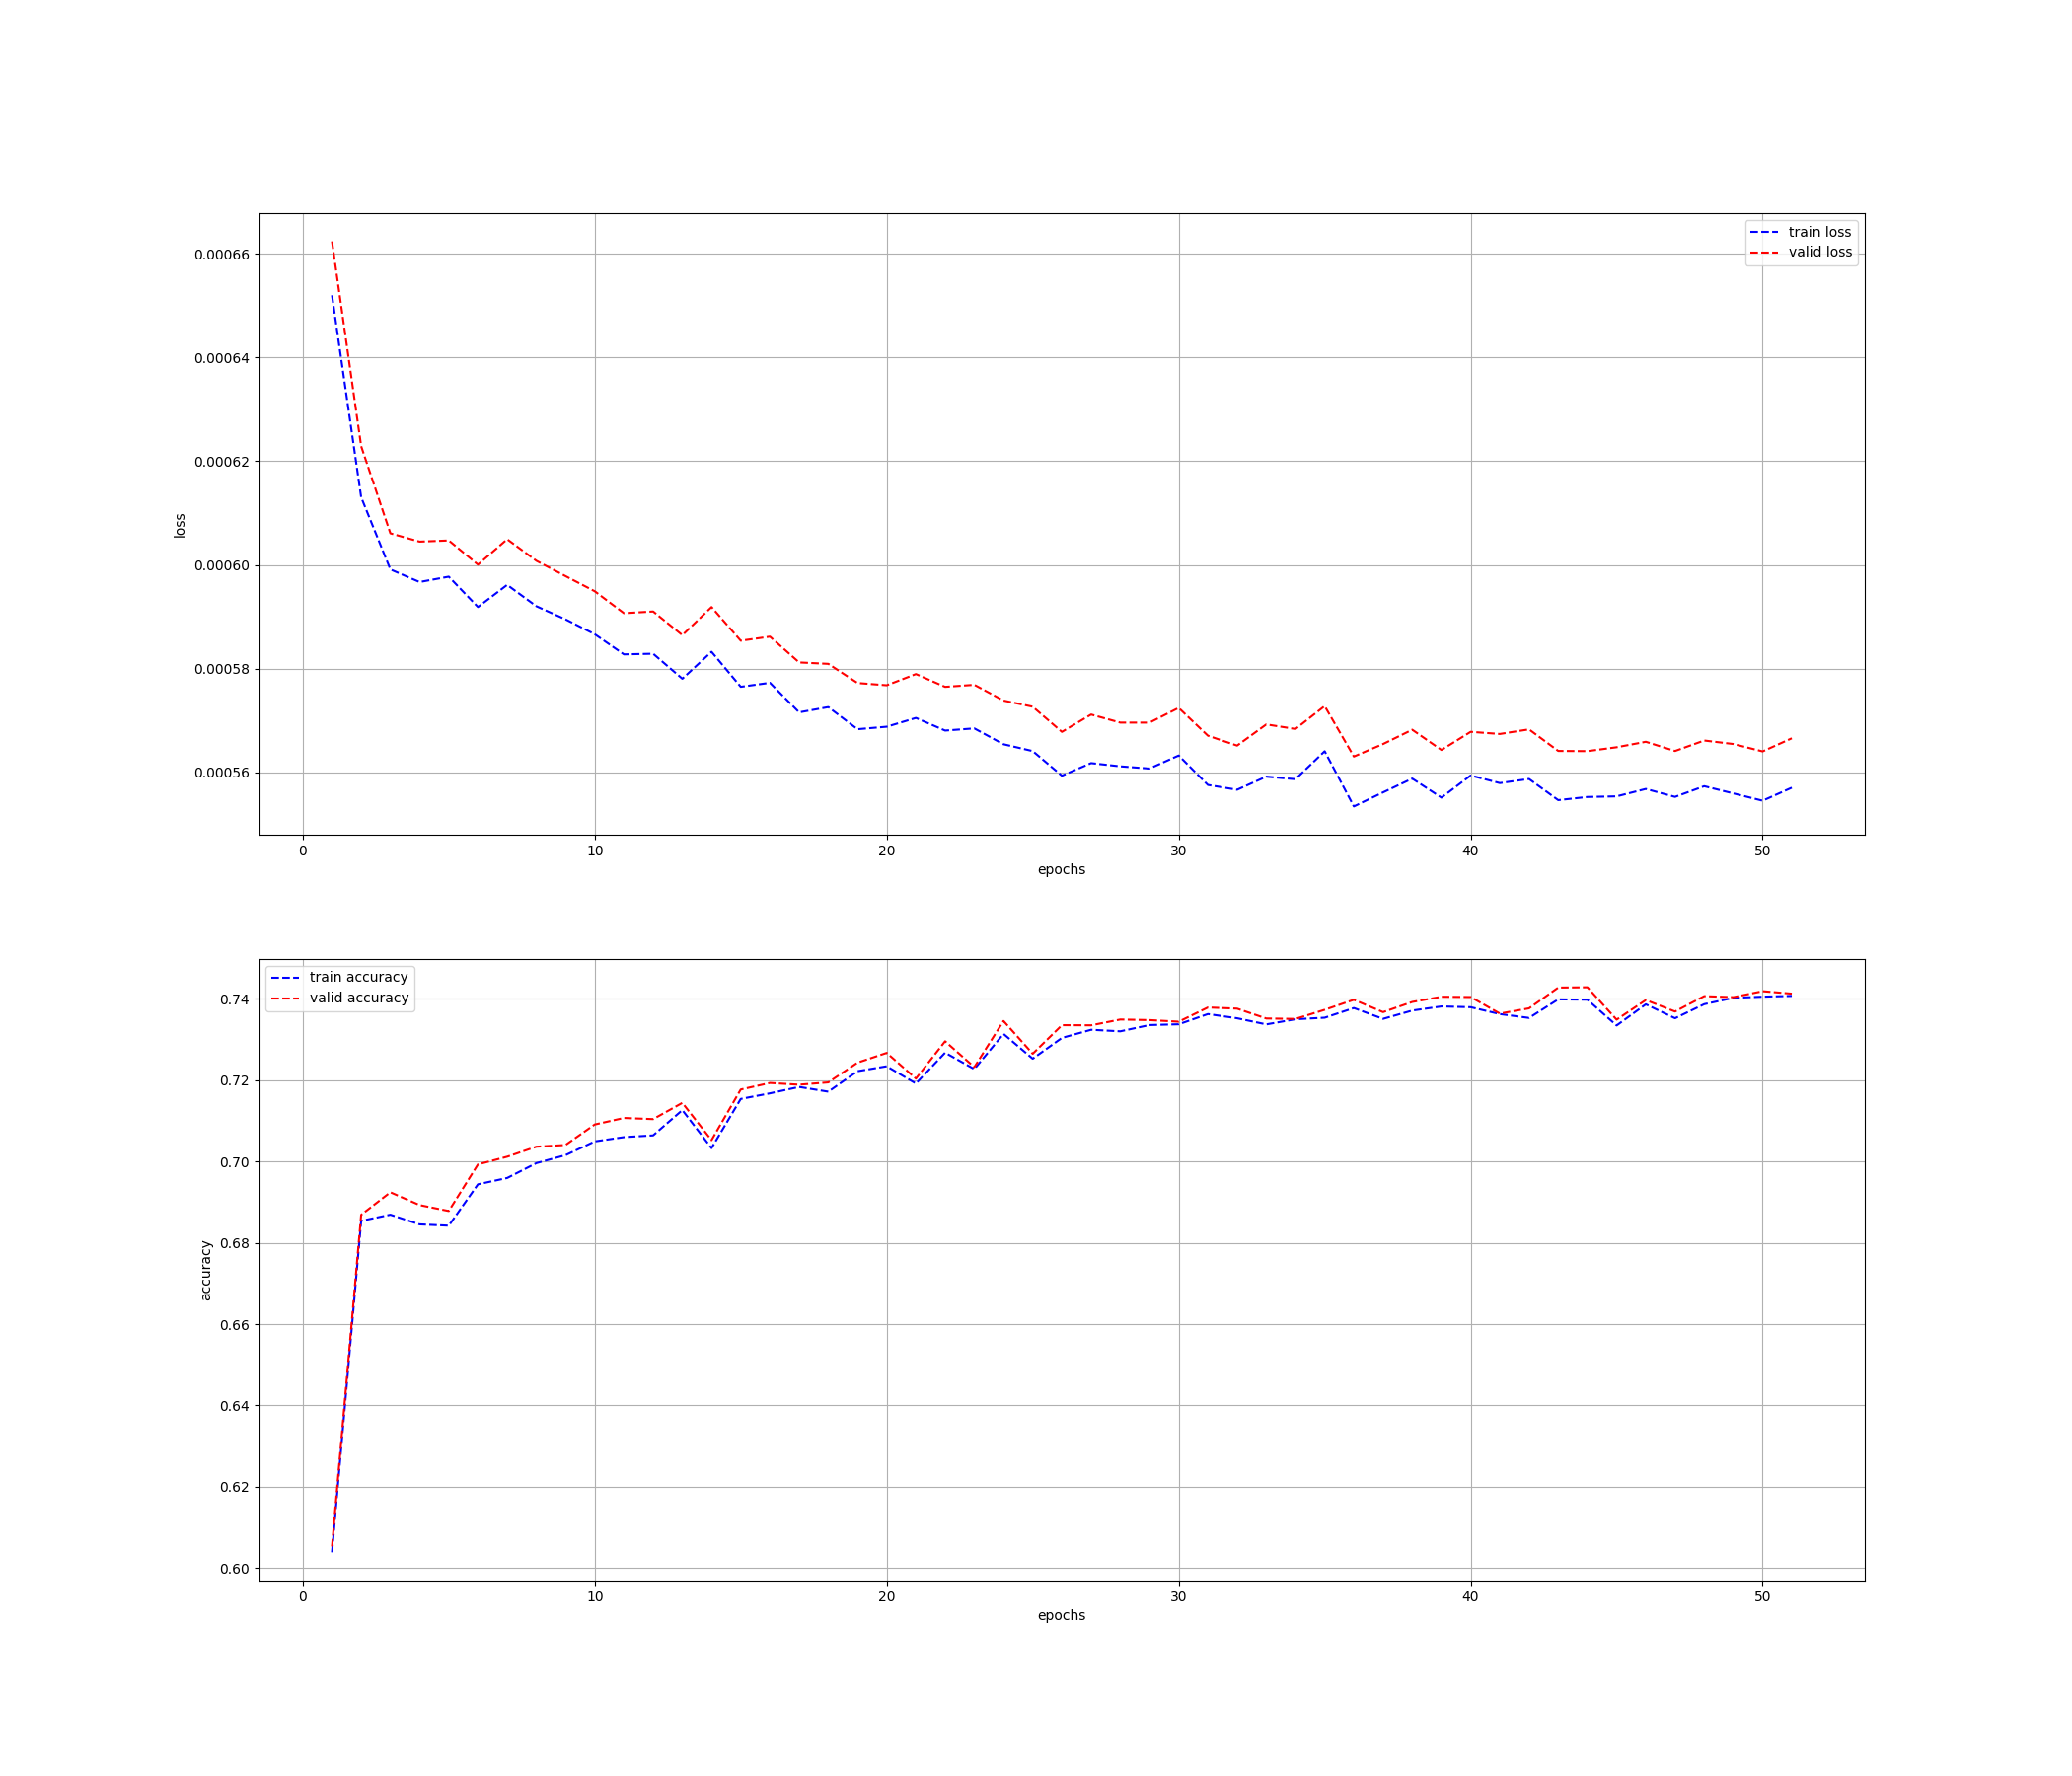 train loss
valid loss
0.00066
0.00064
0.00062
0.00060
0.00058
0.00056
loss
0 10 20 30 40 50
epochs
train accuracy
valid accuracy
0.74
0.72
0.70
0.68
0.66
0.64
0.62
0.60
accuracy
0 10 20 30 40 50
epochs